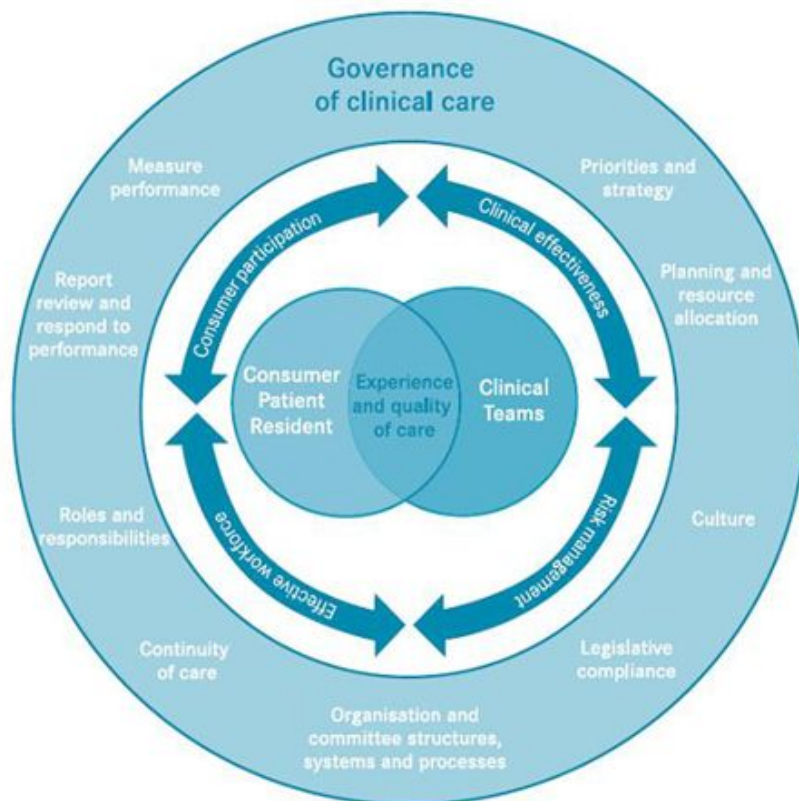 Governance
of clinical care
Measure
performance
Priorities and
strategy
Consumer participation
Clinical effectiveness
Report
review and
respond to
performance
Planning and
resource
allocation
Consumer
Patient
Resident
Experience
and quality
of care
Clinical
Teams
Roles and
responsibilities
Culture
Effective workforce
Risk management
Continuity
of care
Legislative
compliance
Organisation and
committee structures,
systems and processes